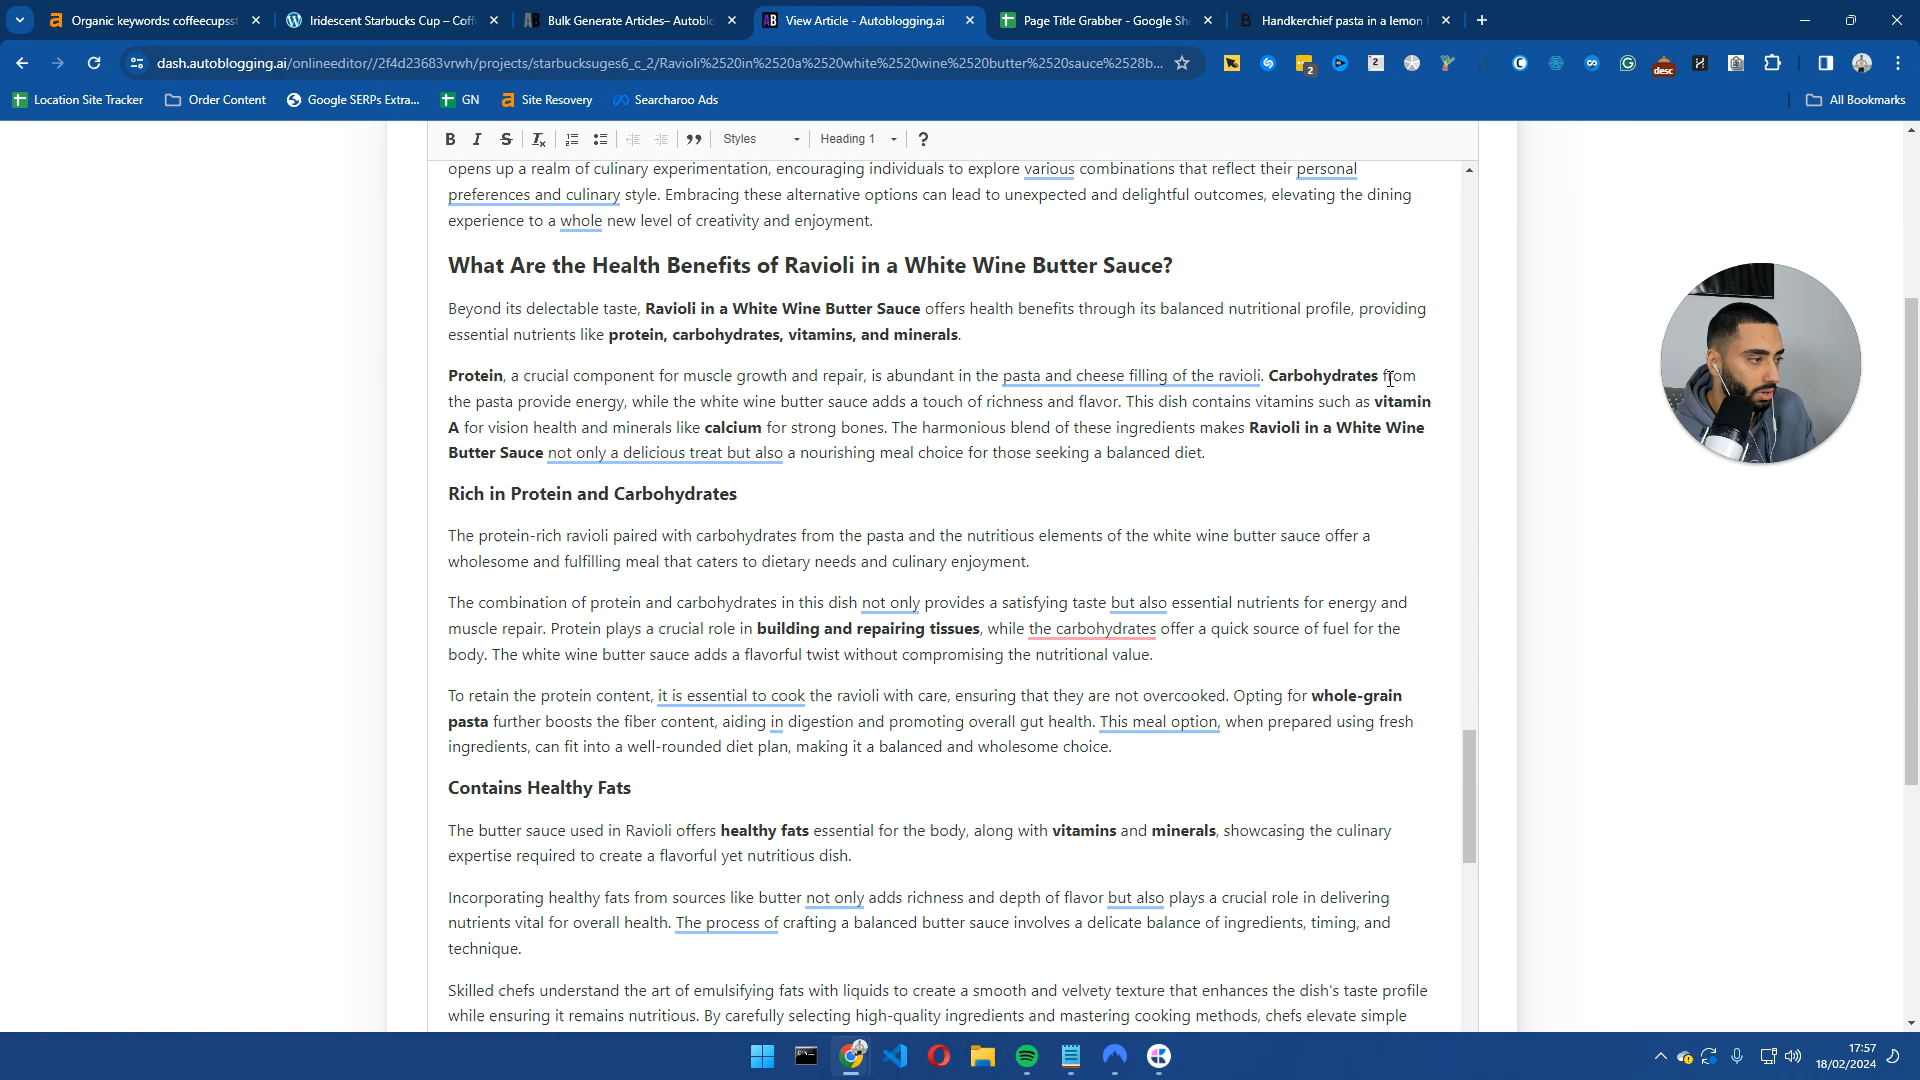 Organic keywords: coffeecupsst
Iridescent Starbucks Cup – Coff
Bulk Generate Articles– Autoblo
View Article - Autoblogging.ai
Page Title Grabber - Google She
Handkerchief pasta in a lemon
dash.autoblogging.ai/onlineeditor//2f4d23683vrwh/projects/starbucksuges6_c_2/Ravioli%2520in%2520a%2520white%2520wine%2520butter%2520sauce%2528b...
2
2
desc
Location Site Tracker
Order Content
Google SERPs Extra...
GN
Site Recovery
Searcharoo Ads
All Bookmarks
B I S Styles Heading 1 ?
opens up a realm of culinary experimentation, encouraging individuals to explore various combinations that reflect their personal
preferences and culinary style. Embracing these alternative options can lead to unexpected and delightful outcomes, elevating the dining
experience to a whole new level of creativity and enjoyment.
What Are the Health Benefits of Ravioli in a White Wine Butter Sauce?
Beyond its delectable taste, Ravioli in a White Wine Butter Sauce offers health benefits through its balanced nutritional profile, providing
essential nutrients like protein, carbohydrates, vitamins, and minerals.
Protein, a crucial component for muscle growth and repair, is abundant in the pasta and cheese filling of the ravioli. Carbohydrates from
the pasta provide energy, while the white wine butter sauce adds a touch of richness and flavor. This dish contains vitamins such as vitamin
A for vision health and minerals like calcium for strong bones. The harmonious blend of these ingredients makes Ravioli in a White Wine
Butter Sauce not only a delicious treat but also a nourishing meal choice for those seeking a balanced diet.
Rich in Protein and Carbohydrates
The protein-rich ravioli paired with carbohydrates from the pasta and the nutritious elements of the white wine butter sauce offer a
wholesome and fulfilling meal that caters to dietary needs and culinary enjoyment.
The combination of protein and carbohydrates in this dish not only provides a satisfying taste but also essential nutrients for energy and
muscle repair. Protein plays a crucial role in building and repairing tissues, while the carbohydrates offer a quick source of fuel for the
body. The white wine butter sauce adds a flavorful twist without compromising the nutritional value.
To retain the protein content, it is essential to cook the ravioli with care, ensuring that they are not overcooked. Opting for whole-grain
pasta further boosts the fiber content, aiding in digestion and promoting overall gut health. This meal option, when prepared using fresh
ingredients, can fit into a well-rounded diet plan, making it a balanced and wholesome choice.
Contains Healthy Fats
The butter sauce used in Ravioli offers healthy fats essential for the body, along with vitamins and minerals, showcasing the culinary
expertise required to create a flavorful yet nutritious dish.
Incorporating healthy fats from sources like butter not only adds richness and depth of flavor but also plays a crucial role in delivering
nutrients vital for overall health. The process of crafting a balanced butter sauce involves a delicate balance of ingredients, timing, and
technique.
Skilled chefs understand the art of emulsifying fats with liquids to create a smooth and velvety texture that enhances the dish's taste profile
while ensuring it remains nutritious. By carefully selecting high-quality ingredients and mastering cooking methods, chefs elevate simple
17:57
18/02/2024